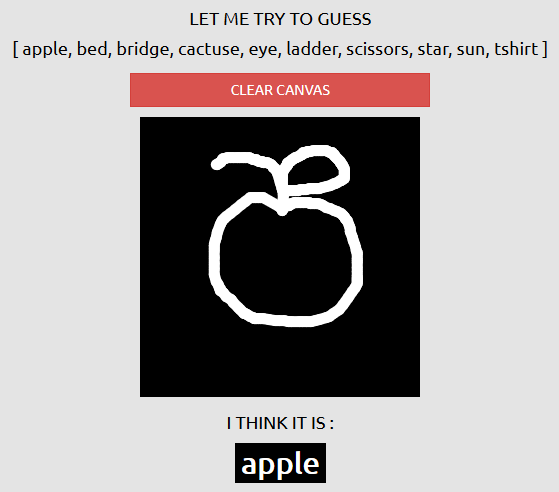 LET ME TRY TO GUESS
[ apple, bed, bridge, cactuse, eye, ladder, scissors, star, sun, tshirt ]
CLEAR CANVAS
I THINK IT IS :
apple